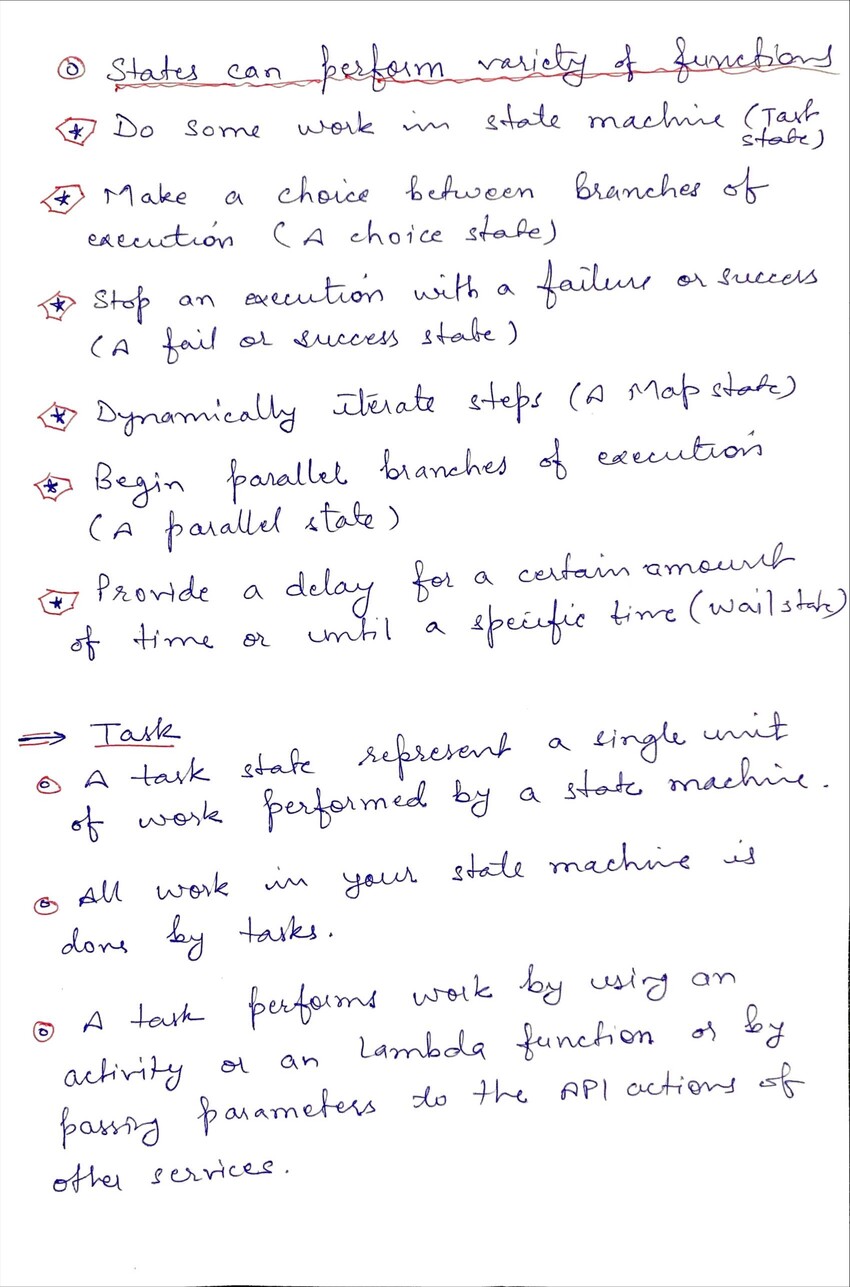 States can perform variety of functions
* Do some work in state machine (Task
state)
* Make a choice between branches of
execution (A choice state)
* Stop an execution with a failure or success
(A fail or success state)
* Dynamically iterate steps (A Map state)
* Begin parallel branches of execution
(A parallel state)
* Provide a delay for a certain amount
of time or until a specific time (wait state)
⇒ Task
A task state represent a single unit
of work performed by a state machine.
All work in your state machine is
done by tasks.
A task performs work by using an
activity or an Lambda function or by
passing parameters to the API actions of
other services.